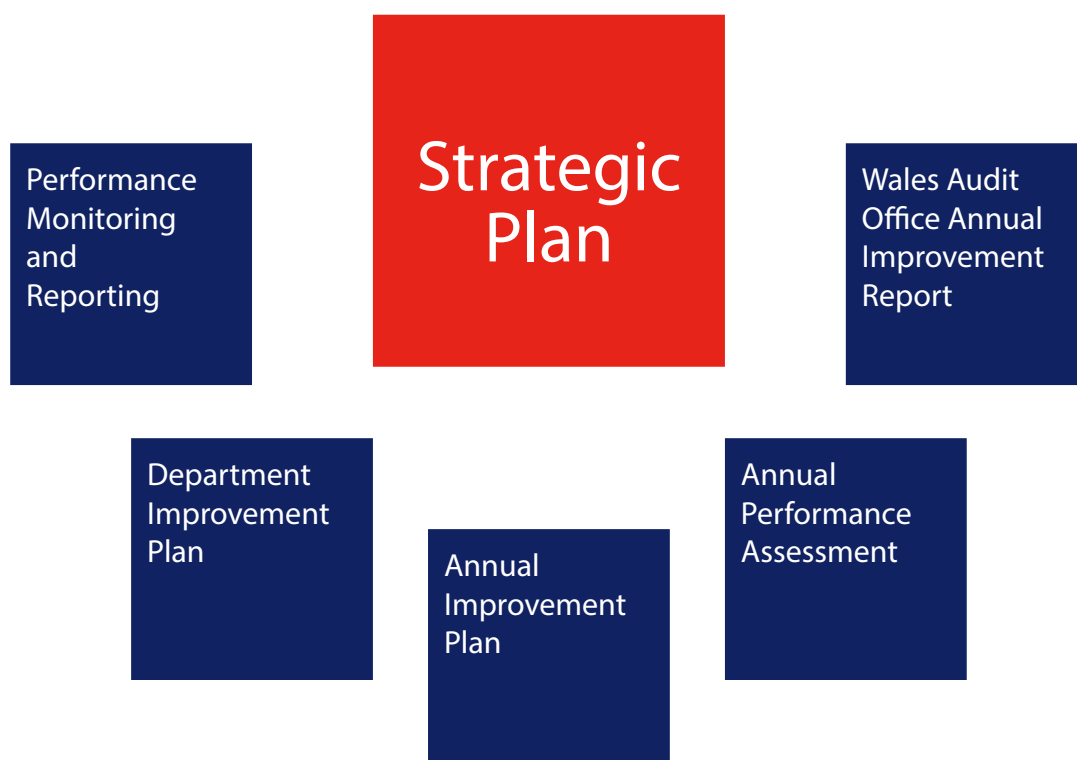 Strategic
Plan
Performance
Monitoring
and
Reporting
Wales Audit
Office Annual
Improvement
Report
Department
Improvement
Plan
Annual
Improvement
Plan
Annual
Performance
Assessment